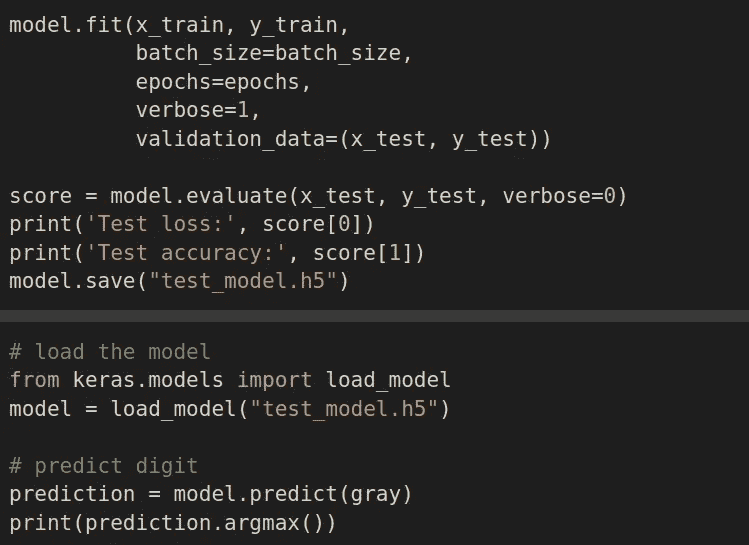 model.fit(x_train, y_train,
          batch_size=batch_size,
          epochs=epochs,
          verbose=1,
          validation_data=(x_test, y_test))
score = model.evaluate(x_test, y_test, verbose=0)
print('Test loss:', score[0])
print('Test accuracy:', score[1])
model.save("test_model.h5")
# load the model
from keras.models import load_model
model = load_model("test_model.h5")
# predict digit
prediction = model.predict(gray)
print(prediction.argmax())